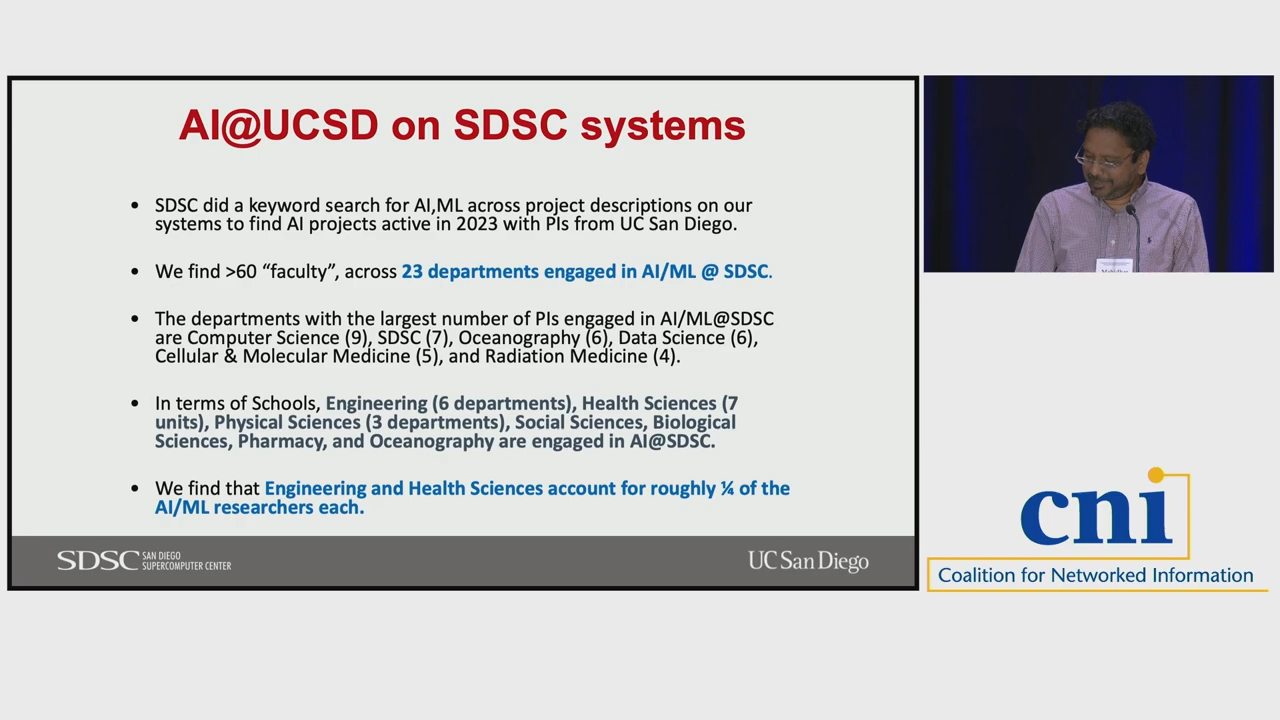 AI@UCSD on SDSC systems
• SDSC did a keyword search for AI,ML across project descriptions on our
systems to find AI projects active in 2023 with PIs from UC San Diego.
• We find >60 “faculty”, across 23 departments engaged in AI/ML @ SDSC.
• The departments with the largest number of PIs engaged in AI/ML@SDSC
are Computer Science (9), SDSC (7), Oceanography (6), Data Science (6),
Cellular & Molecular Medicine (5), and Radiation Medicine (4).
• In terms of Schools, Engineering (6 departments), Health Sciences (7
units), Physical Sciences (3 departments), Social Sciences, Biological
Sciences, Pharmacy, and Oceanography are engaged in AI@SDSC.
• We find that Engineering and Health Sciences account for roughly ¼ of the
AI/ML researchers each.
SDSC SAN DIEGO
SUPERCOMPUTER CENTER
UC San Diego
cni
Coalition for Networked Information